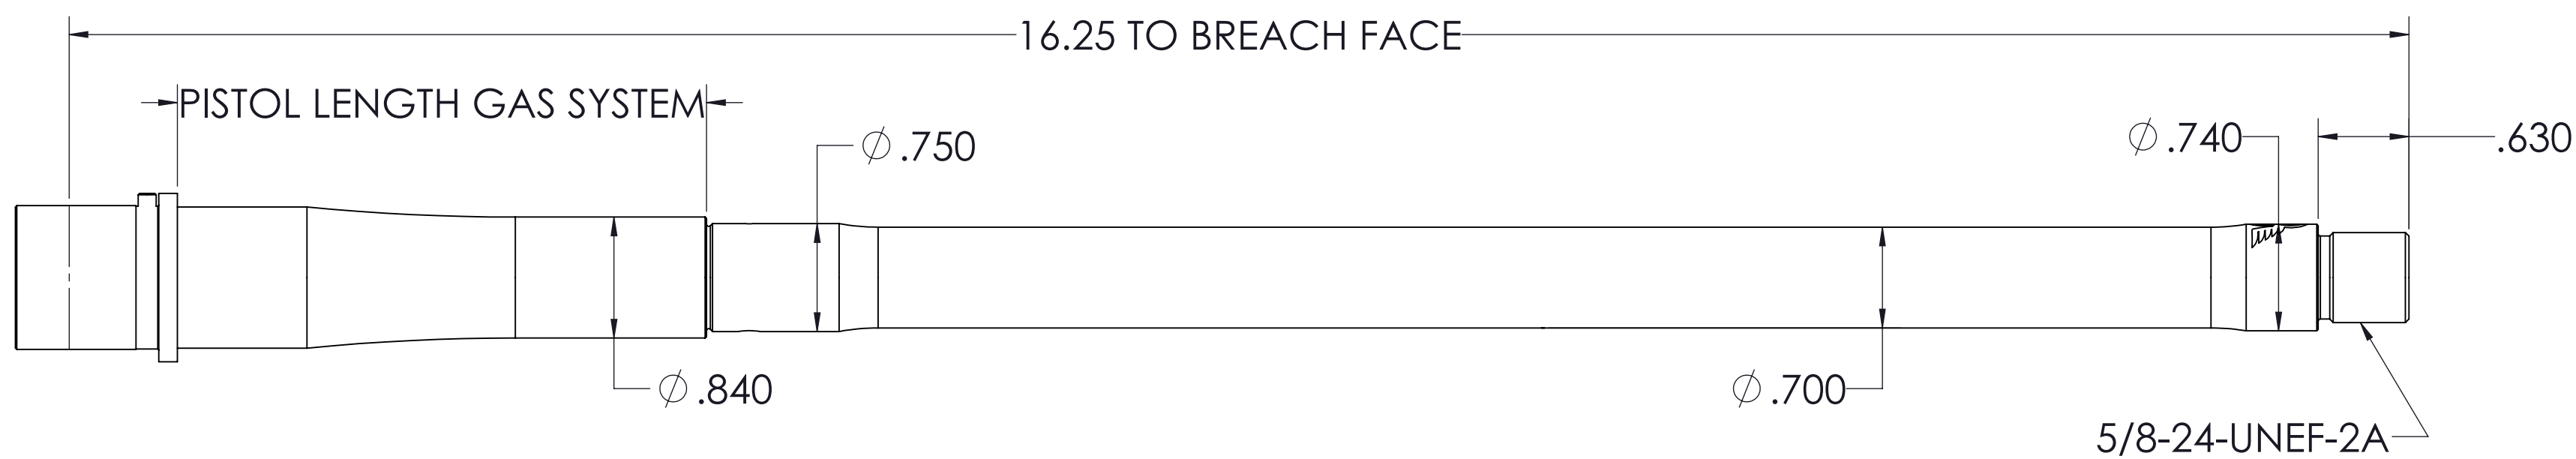 16.25 TO BREACH FACE
PISTOL LENGTH GAS SYSTEM
Ø .750
Ø .740
.630
Ø .840
Ø .700
5/8-24-UNEF-2A